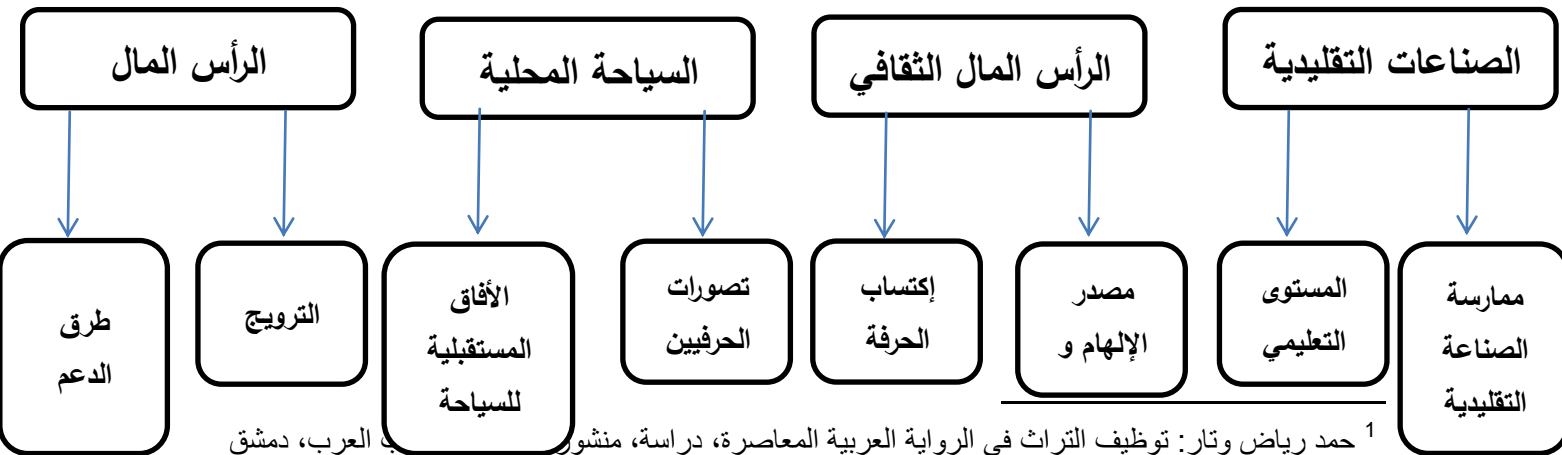 الصناعات التقليدية
الرأس المال الثقافي
السياحة المحلية
الرأس المال
ممارسة
الصناعة
التقليدية
المستوى
التعليمي
مصدر
الإلهام و
إكتساب
الحرفة
تصورات
الحرفيين
الأفاق
المستقبلية
للسياحة
الترويج
طرق
الدعم
1 حمد رياض وتار: توظيف التراث في الرواية العربية المعاصرة، دراسة، العرب، دمشق